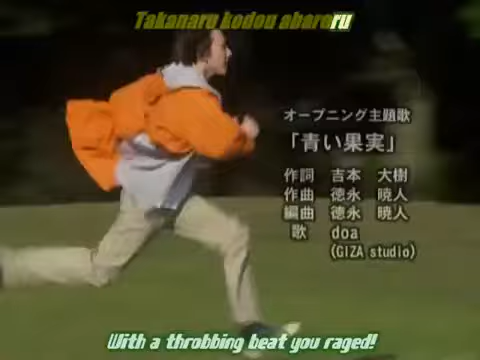 Takanaru kodou abareru
オープニング主題歌
「青い果実」
作詞 吉本 大樹
作曲 徳永 暁人
編曲 徳永 暁人
歌 doa
(GIZA studio)
With a throbbing beat you raged!